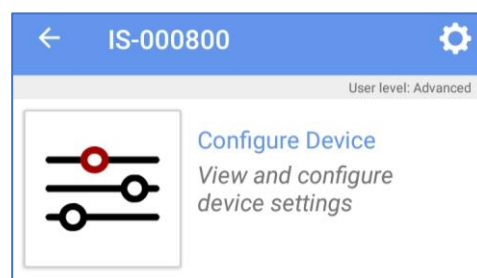 IS-000800
User level: Advanced
Configure Device
View and configure
device settings